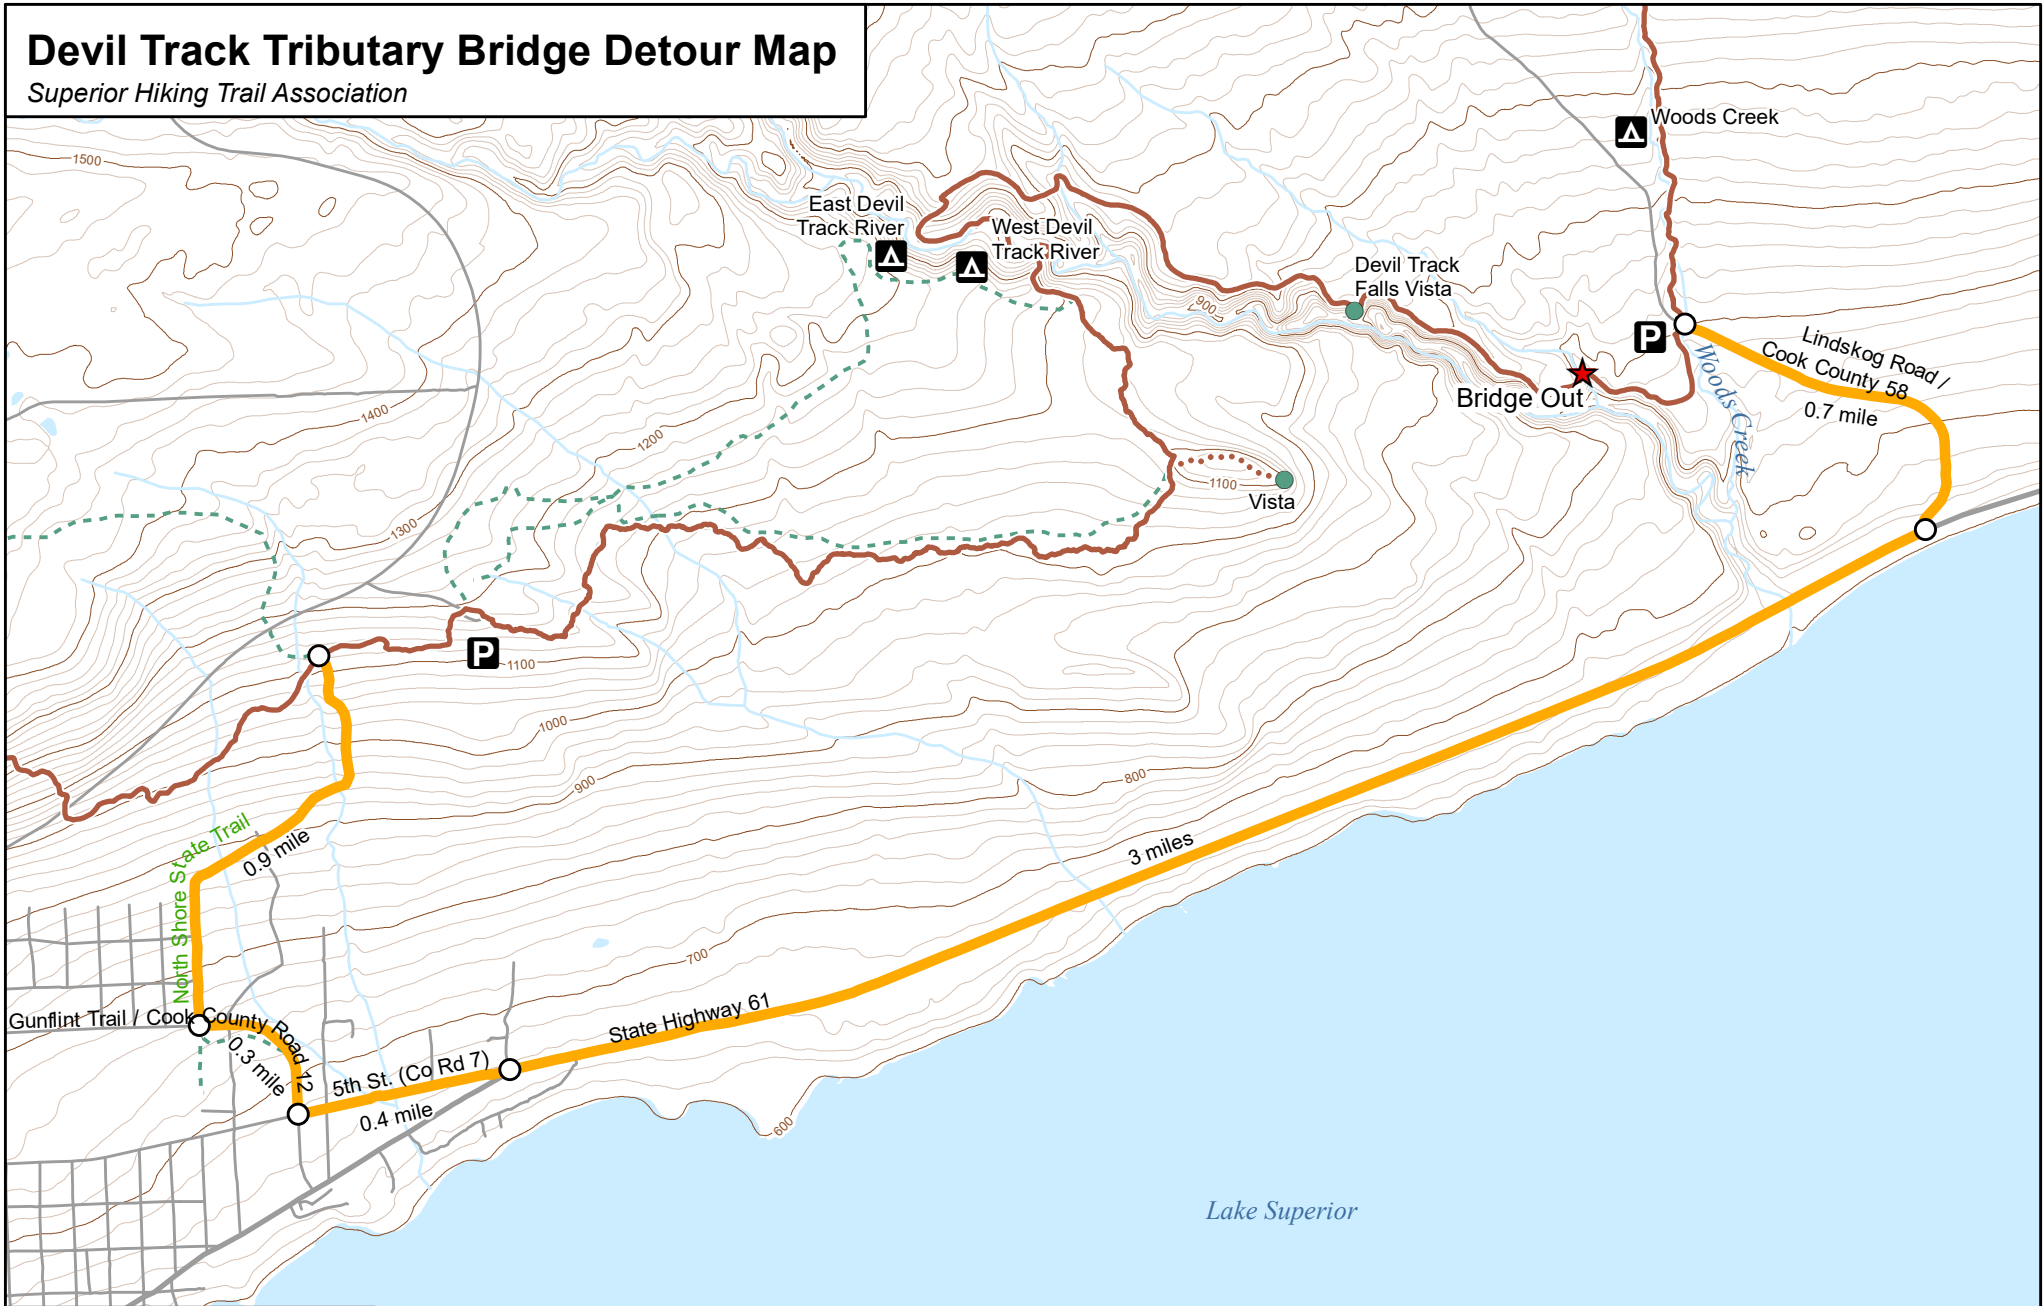 Devil Track Tributary Bridge Detour Map
Superior Hiking Trail Association
1500
Woods Creek
East Devil
Track River
West Devil
Track River
Devil Track
Falls Vista
900
P
Lindskog Road /
Cook County 58
0.7 mile
Woods Creek
Bridge Out
1400
1200
1100
Vista
1300
P
1100
1000
900
800
North Shore State Trail
0.9 mile
3 miles
700
State Highway 61
Gunflint Trail / Cook County Road 12
0.3 mile
5th St. (Co Rd 7)
0.4 mile
600
Lake Superior